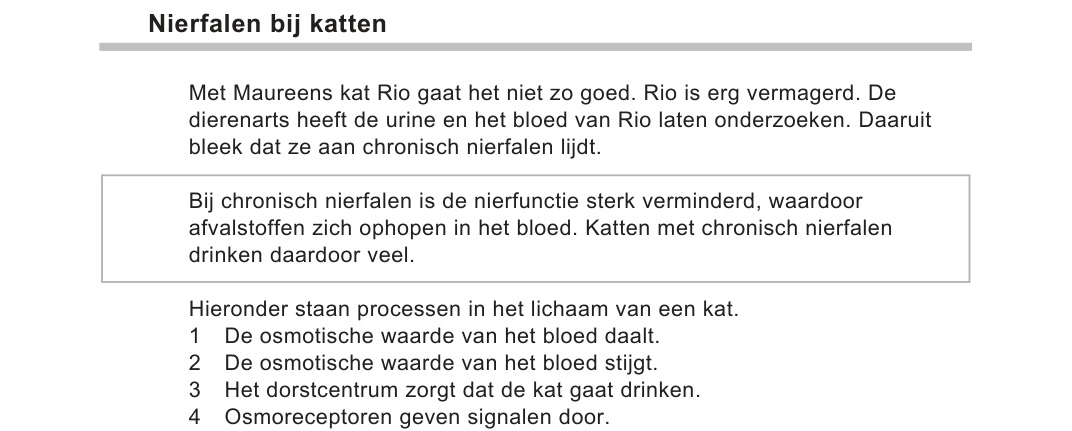 Nierfalen bij katten
Met Maureens kat Rio gaat het niet zo goed. Rio is erg vermagerd. De
dierenarts heeft de urine en het bloed van Rio laten onderzoeken. Daaruit
bleek dat ze aan chronisch nierfalen lijdt.
Bij chronisch nierfalen is de nierfunctie sterk verminderd, waardoor
afvalstoffen zich ophopen in het bloed. Katten met chronisch nierfalen
drinken daardoor veel.
Hieronder staan processen in het lichaam van een kat.
1 De osmotische waarde van het bloed daalt.
2 De osmotische waarde van het bloed stijgt.
3 Het dorstcentrum zorgt dat de kat gaat drinken.
4 Osmoreceptoren geven signalen door.